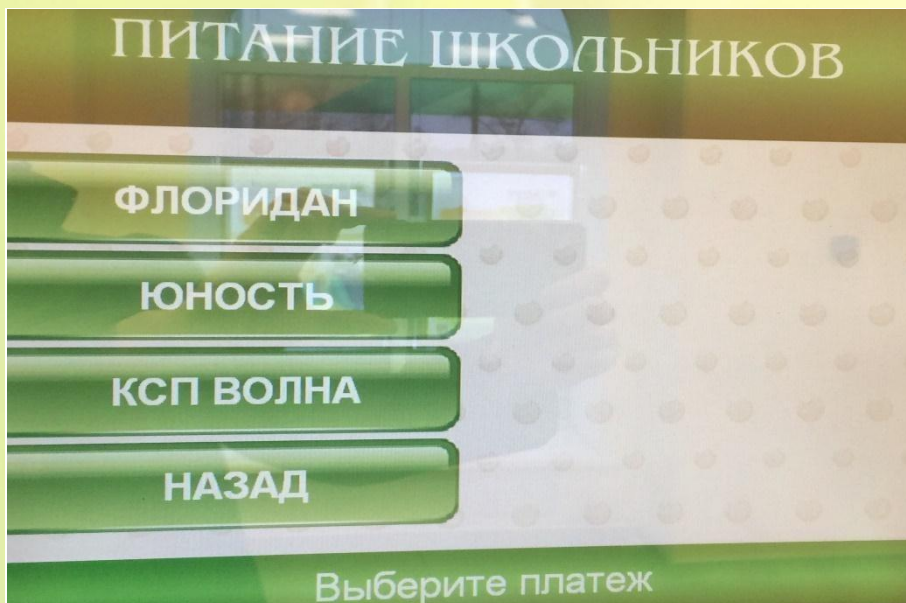 ПИТАНИЕ ШКОЛЬНИКОВ
ФЛОРИДАН
ЮНОСТЬ
КСП ВОЛНА
НАЗАД
Выберите платеж